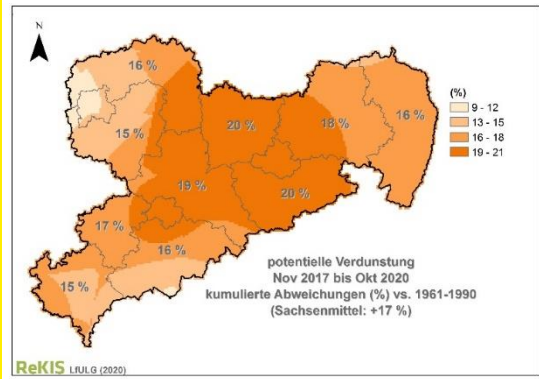 N
16 %
15 %
20 %
18 %
16 %
19 %
20 %
17 %
16 %
15 %
(%)
9 - 12
13 - 15
16 - 18
19 - 21
potentielle Verdunstung
Nov 2017 bis Okt 2020
kumulierte Abweichungen (%) vs. 1961-1990
(Sachsenmittel: +17 %)
ReKIS LfULG (2020)